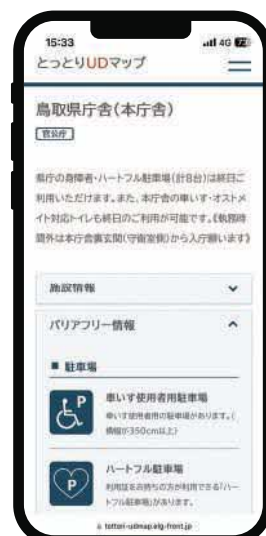 15:33
4G 72
とっとりUDマップ
鳥取県庁舎(本庁舎)
官公庁
県庁の身障者・ハートフル駐車場(計8台)は終日ご
利用いただけます。また、本庁舎の車いす・オストメ
イト対応トイレも終日のご利用が可能です。《執務時
間外は本庁舎裏玄関(守衛室側)から入庁願います》
施設情報
バリアフリー情報
■ 駐車場
車いす使用者用駐車場
車いす使用者用の駐車場があります。(
横幅が350cm以上)
P
ハートフル駐車場
利用証をお持ちの方が利用できる「ハー
トフル駐車場」があります。
P
tottori-udmap.elg-front.jp